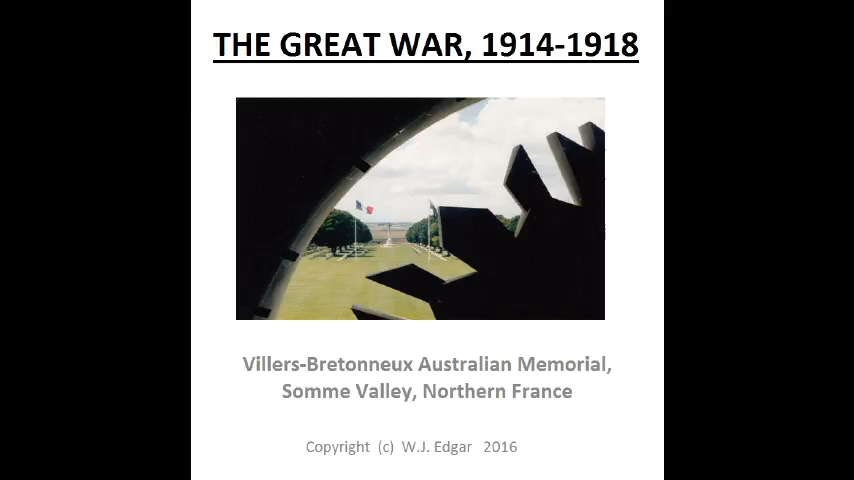 THE GREAT WAR, 1914-1918
Villers-Bretonneux Australian Memorial,
Somme Valley, Northern France
Copyright (c) W.J. Edgar 2016